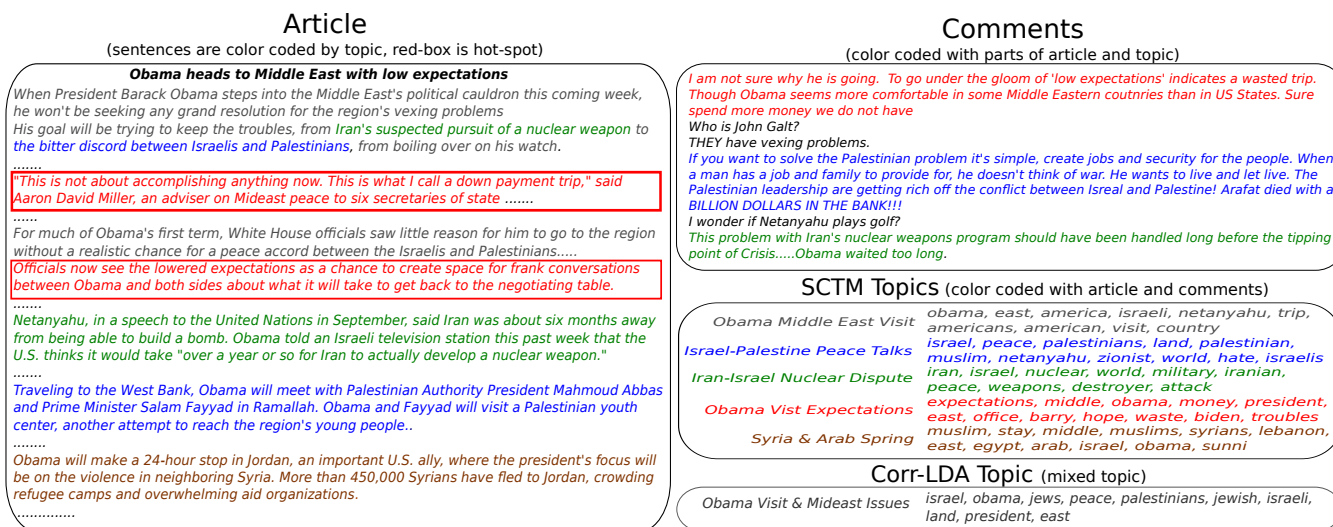 Article
(sentences are color coded by topic, red-box is hot-spot)
Obama heads to Middle East with low expectations
When President Barack Obama steps into the Middle East's political cauldron this coming week,
he won't be seeking any grand resolution for the region's vexing problems
His goal will be trying to keep the troubles, from Iran's suspected pursuit of a nuclear weapon to
the bitter discord between Israelis and Palestinians, from boiling over on his watch.
.......
"This is not about accomplishing anything now. This is what I call a down payment trip," said
Aaron David Miller, an adviser on Mideast peace to six secretaries of state .......
......
For much of Obama's first term, White House officials saw little reason for him to go to the region
without a realistic chance for a peace accord between the Israelis and Palestinians.....
Officials now see the lowered expectations as a chance to create space for frank conversations
between Obama and both sides about what it will take to get back to the negotiating table.
.......
Netanyahu, in a speech to the United Nations in September, said Iran was about six months away
from being able to build a bomb. Obama told an Israeli television station this past week that the
U.S. thinks it would take "over a year or so for Iran to actually develop a nuclear weapon."
.......
Traveling to the West Bank, Obama will meet with Palestinian Authority President Mahmoud Abbas
and Prime Minister Salam Fayyad in Ramallah. Obama and Fayyad will visit a Palestinian youth
center, another attempt to reach the region's young people..
........
Obama will make a 24-hour stop in Jordan, an important U.S. ally, where the president's focus will
be on the violence in neighboring Syria. More than 450,000 Syrians have fled to Jordan, crowding
refugee camps and overwhelming aid organizations.
..............
Comments
(color coded with parts of article and topic)
I am not sure why he is going.  To go under the gloom of 'low expectations' indicates a wasted trip.
Though Obama seems more comfortable in some Middle Eastern coutnries than in US States. Sure
spend more money we do not have
Who is John Galt?
THEY have vexing problems.
If you want to solve the Palestinian problem it's simple, create jobs and security for the people. When
a man has a job and family to provide for, he doesn't think of war. He wants to live and let live. The
Palestinian leadership are getting rich off the conflict between Isreal and Palestine! Arafat died with a
BILLION DOLLARS IN THE BANK!!!
I wonder if Netanyahu plays golf?
This problem with Iran's nuclear weapons program should have been handled long before the tipping
point of Crisis.....Obama waited too long.
SCTM Topics (color coded with article and comments)
Obama Middle East Visit obama, east, america, israeli, netanyahu, trip,
americans, american, visit, country
Israel-Palestine Peace Talks israel, peace, palestinians, land, palestinian,
muslim, netanyahu, zionist, world, hate, israelis
Iran-Israel Nuclear Dispute iran, israel, nuclear, world, military, iranian,
peace, weapons, destroyer, attack
Obama Vist Expectations expectations, middle, obama, money, president,
east, office, barry, hope, waste, biden, troubles
Syria & Arab Spring muslim, stay, middle, muslims, syrians, lebanon,
east, egypt, arab, israel, obama, sunni
Corr-LDA Topic (mixed topic)
Obama Visit & Mideast Issues israel, obama, jews, peace, palestinians, jewish, israeli,
land, president, east